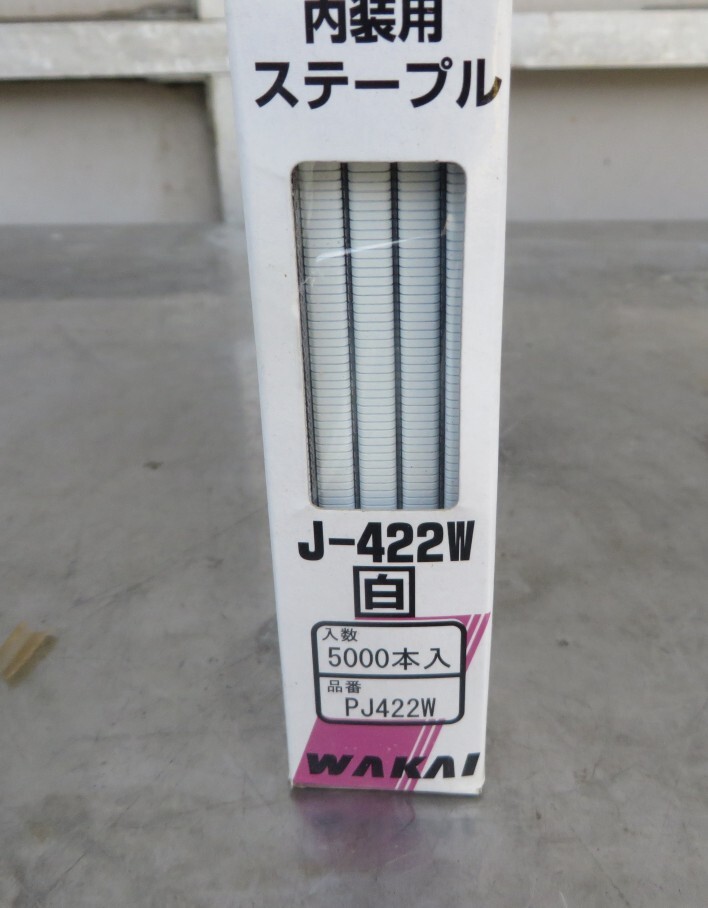 内装用
ステープル
J-422W
白
入数
5000本入
品番
PJ422W
WAKAI